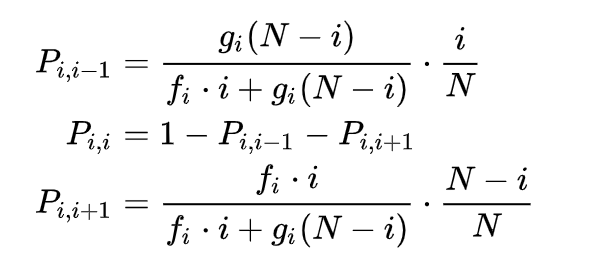 P_{i,i-1} = \frac{g_i(N-i)}{f_i \cdot i + g_i(N-i)} \cdot \frac{i}{N}
P_{i,i} = 1 - P_{i,i-1} - P_{i,i+1}
P_{i,i+1} = \frac{f_i \cdot i}{f_i \cdot i + g_i(N-i)} \cdot \frac{N-i}{N}